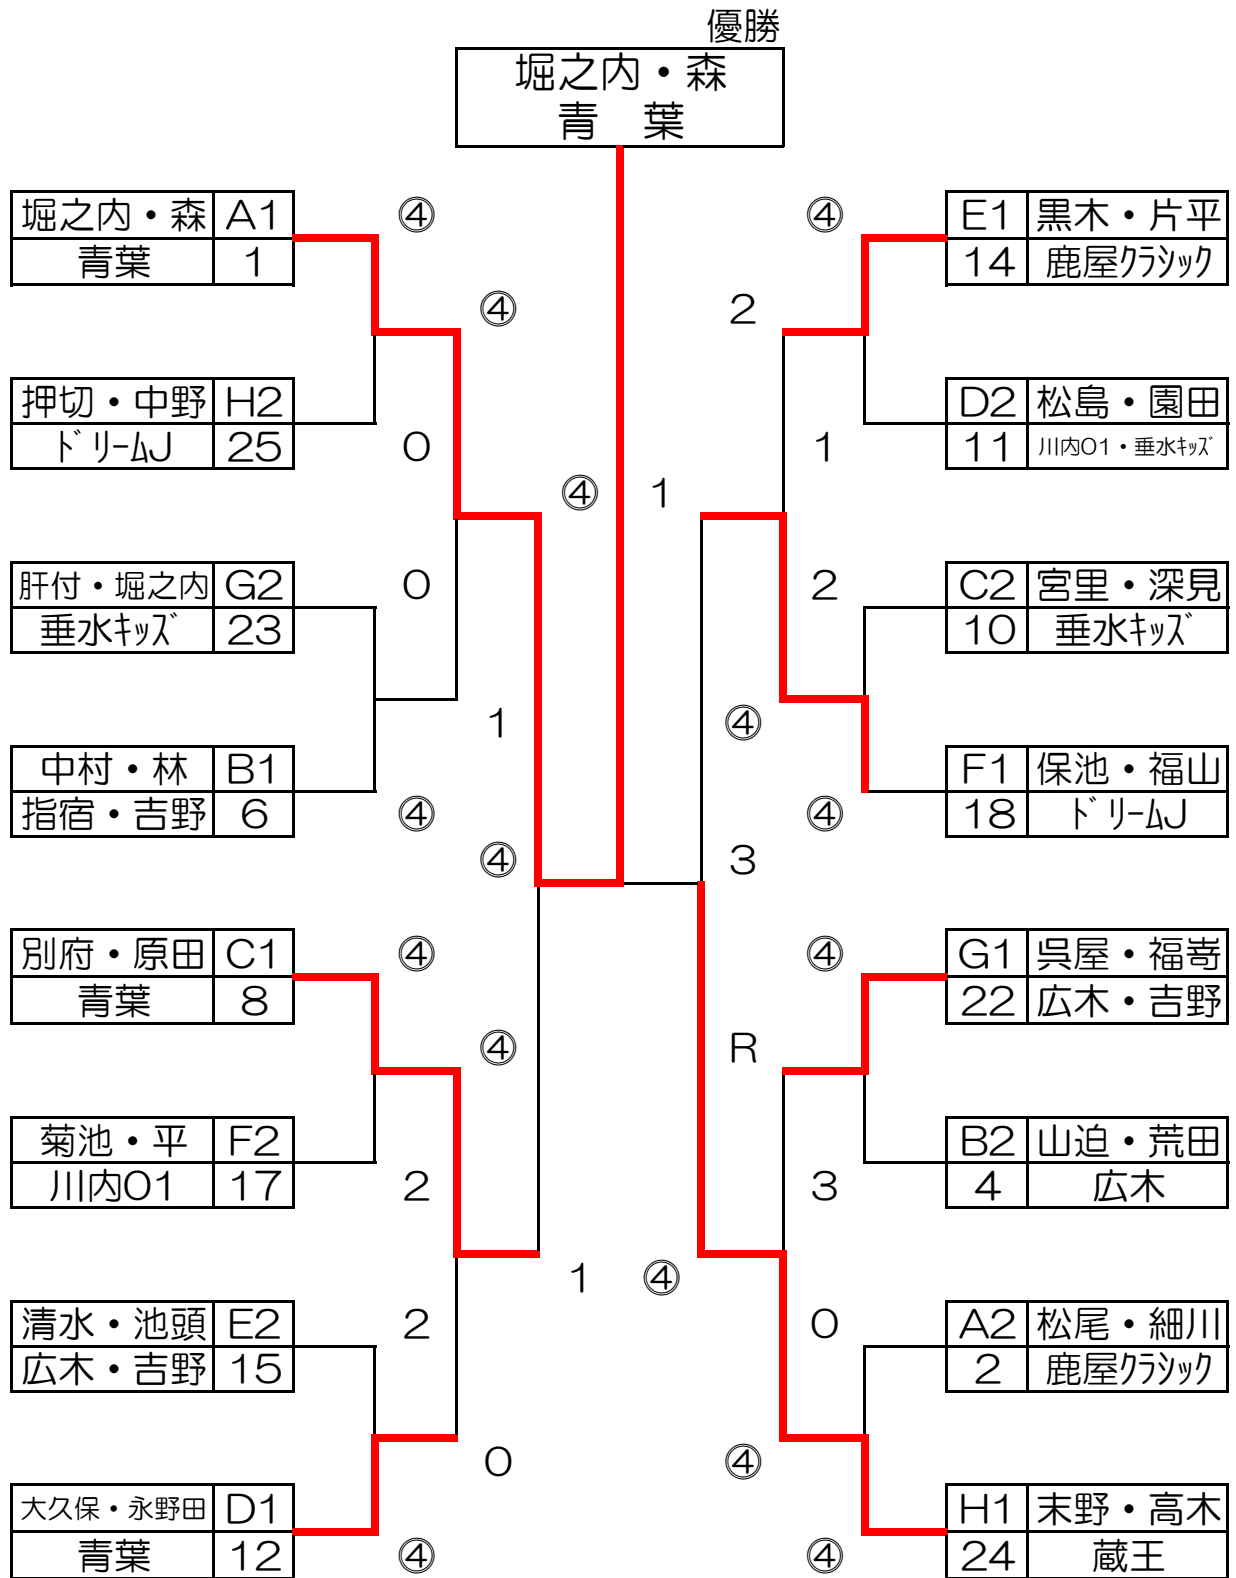 優勝
堀之内・森
青　葉
堀之内・森 A1 ④ ④ E1 黒木・片平
青葉 1 14 鹿屋クラシック
④ 2
押切・中野 H2 D2 松島・園田
ドリームJ 25 0 1 11 川内01・垂水キッズ
④ 1
肝付・堀之内 G2 0 2 C2 宮里・深見
垂水キッズ 23 10 垂水キッズ
1 ④
中村・林 B1 F1 保池・福山
指宿・吉野 6 ④ ④ 18 ドリームJ
④ 3
別府・原田 C1 ④ ④ G1 呉屋・福嵜
青葉 8 22 広木・吉野
④ R
菊池・平 F2 B2 山迫・荒田
川内01 17 2 3 4 広木
1 ④
清水・池頭 E2 2 0 A2 松尾・細川
広木・吉野 15 2 鹿屋クラシック
0 ④
大久保・永野田 D1 H1 末野・高木
青葉 12 ④ ④ 24 蔵王